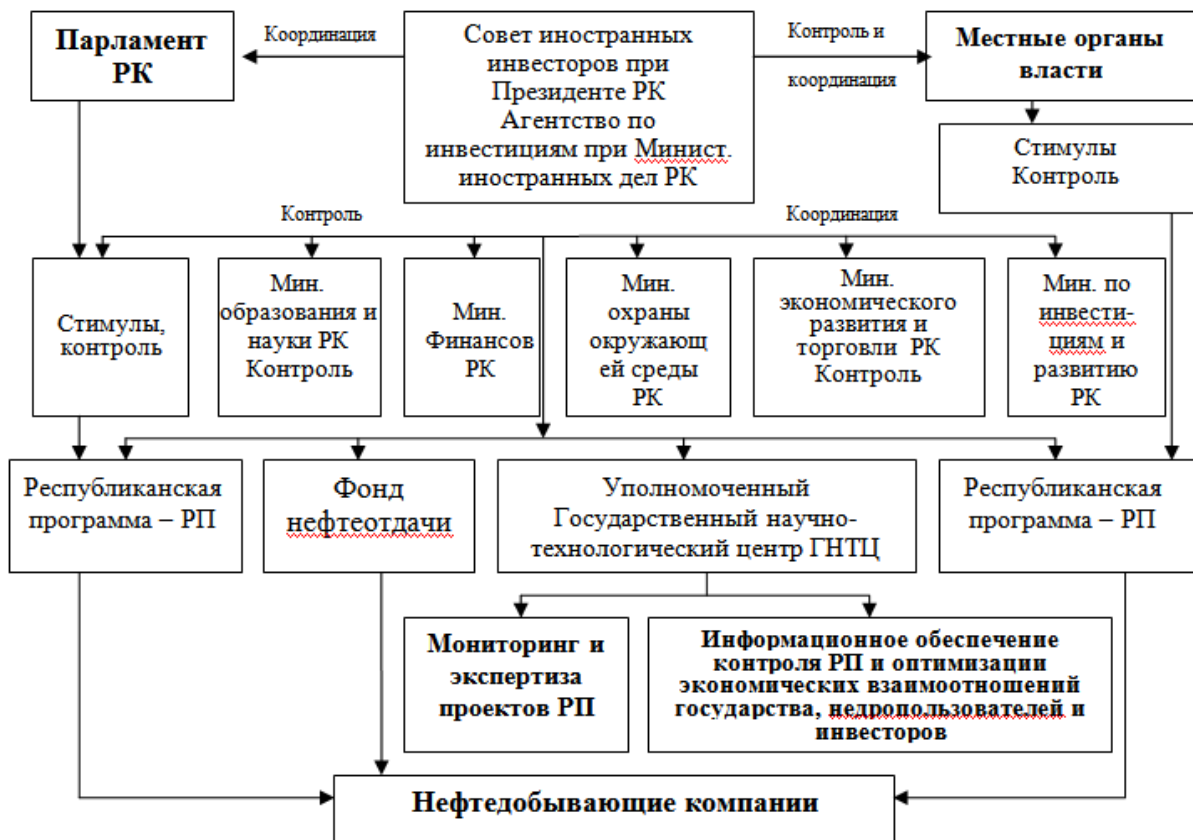 Парламент
РК
Координация
Совет иностранных
инвесторов при
Президенте РК
Агентство по
инвестициям при Минист.
иностранных дел РК
Контроль и
координация
Местные органы
власти
Стимулы
Контроль
Контроль
Координация
Стимулы,
контроль
Мин.
образования и
науки РК
Контроль
Мин.
Финансов
РК
Мин.
охраны
окружающ
ей среды
РК
Мин.
экономического
развития и
торговли РК
Контроль
Мин. по
инвести-
циям и
развитию
РК
Республиканская
программа – РП
Фонд
нефтеотдачи
Уполномоченный
Государственный научно-
технологический центр ГНТЦ
Республиканская
программа – РП
Мониторинг и
экспертиза
проектов РП
Информационное обеспечение
контроля РП и оптимизации
экономических взаимоотношений
государства, недропользователей и
инвесторов
Нефтедобывающие компании